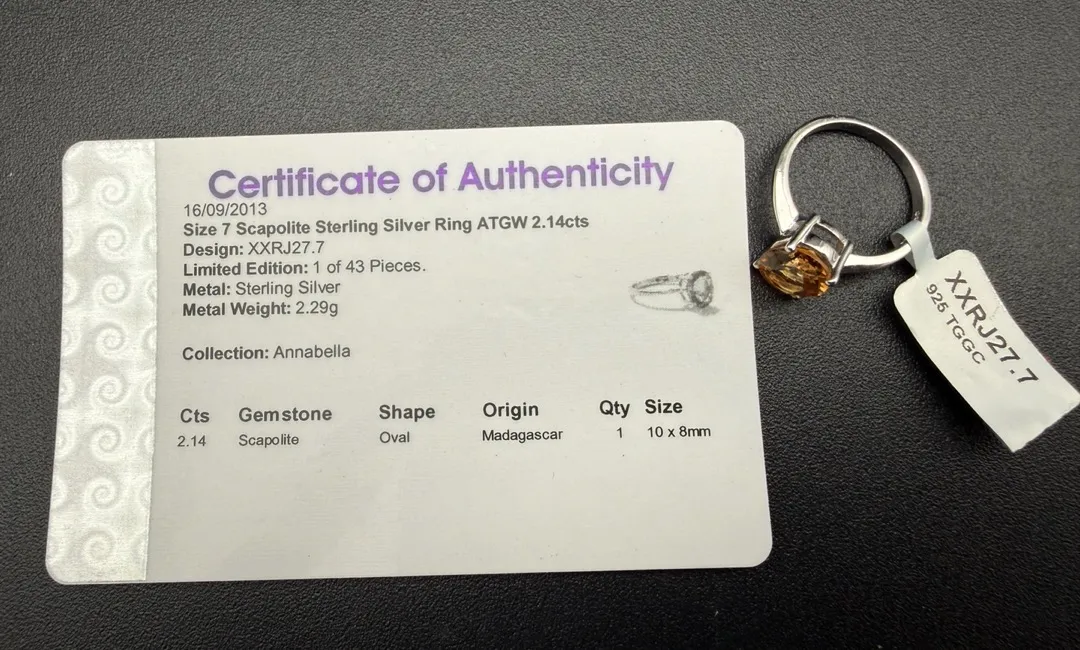 Certificate of Authenticity
16/09/2013
Size 7 Scapolite Sterling Silver Ring ATGW 2.14cts
Design: XXRJ27.7
Limited Edition: 1 of 43 Pieces.
Metal: Sterling Silver
Metal Weight: 2.29g
Collection: Annabella
Cts Gemstone Shape Origin Qty Size
2.14 Scapolite Oval Madagascar 1 10 x 8mm
XXRJ27.7
925 TGGC